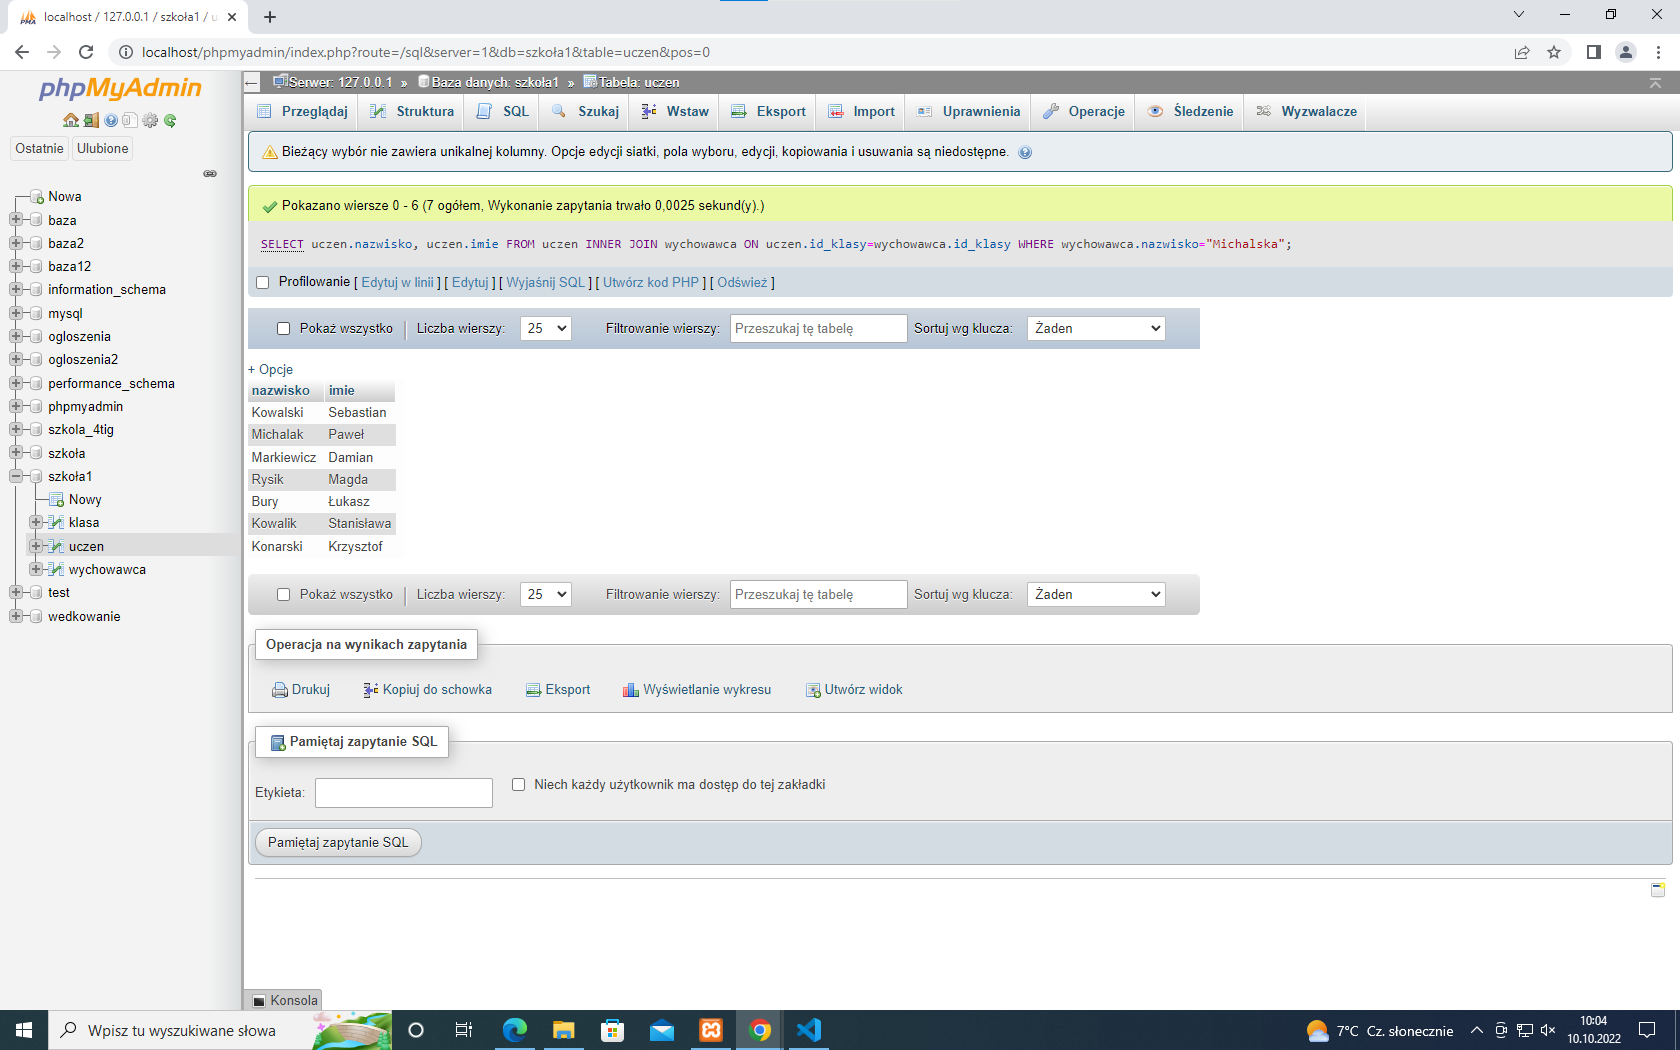 localhost / 127.0.0.1 / szkoła1 / u
localhost/phpmyadmin/index.php?route=/sql&server=1&db=szkoła1&table=uczen&pos=0
phpMyAdmin
Ostatnie Ulubione
Nowa
baza
baza2
baza12
information_schema
mysql
ogloszenia
ogloszenia2
performance_schema
phpmyadmin
szkola_4tig
szkoła
szkoła1
Nowy
klasa
uczen
wychowawca
test
wedkowanie
Serwer: 127.0.0.1 » Baza danych: szkoła1 » Tabela: uczen
Przeglądaj Struktura SQL Szukaj Wstaw Eksport Import Uprawnienia Operacje Śledzenie Wyzwalacze
Bieżący wybór nie zawiera unikalnej kolumny. Opcje edycji siatki, pola wyboru, edycji, kopiowania i usuwania są niedostępne.
Pokazano wiersze 0 - 6 (7 ogółem, Wykonanie zapytania trwało 0,0025 sekund(y).)
SELECT uczen.nazwisko, uczen.imie FROM uczen INNER JOIN wychowawca ON uczen.id_klasy=wychowawca.id_klasy WHERE wychowawca.nazwisko="Michalska";
Profilowanie [ Edytuj w linii ] [ Edytuj ] [ Wyjaśnij SQL ] [ Utwórz kod PHP ] [ Odśwież ]
Pokaż wszystko | Liczba wierszy: 25 Filtrowanie wierszy: Przeszukaj tę tabelę Sortuj wg klucza: Żaden
+ Opcje
nazwisko imie
Kowalski Sebastian
Michalak Paweł
Markiewicz Damian
Rysik Magda
Bury Łukasz
Kowalik Stanisława
Konarski Krzysztof
Pokaż wszystko | Liczba wierszy: 25 Filtrowanie wierszy: Przeszukaj tę tabelę Sortuj wg klucza: Żaden
Operacja na wynikach zapytania
Drukuj Kopiuj do schowka Eksport Wyświetlanie wykresu Utwórz widok
Pamiętaj zapytanie SQL
Etykieta: Niech każdy użytkownik ma dostęp do tej zakładki
Pamiętaj zapytanie SQL
Konsola
Wpisz tu wyszukiwane słowa
7°C Cz. słonecznie
10:04
10.10.2022